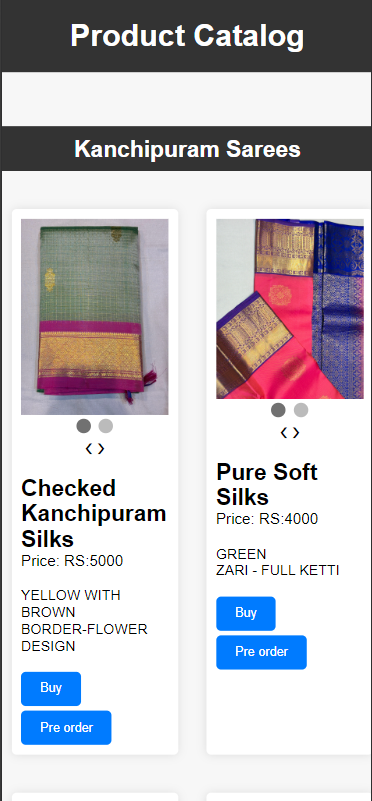 Product Catalog
Kanchipuram Sarees
Checked
Kanchipuram
Silks
Price: RS:5000
YELLOW WITH
BROWN
BORDER-FLOWER
DESIGN
Buy
Pre order
Pure Soft
Silks
Price: RS:4000
GREEN
ZARI - FULL KETTI
Buy
Pre order